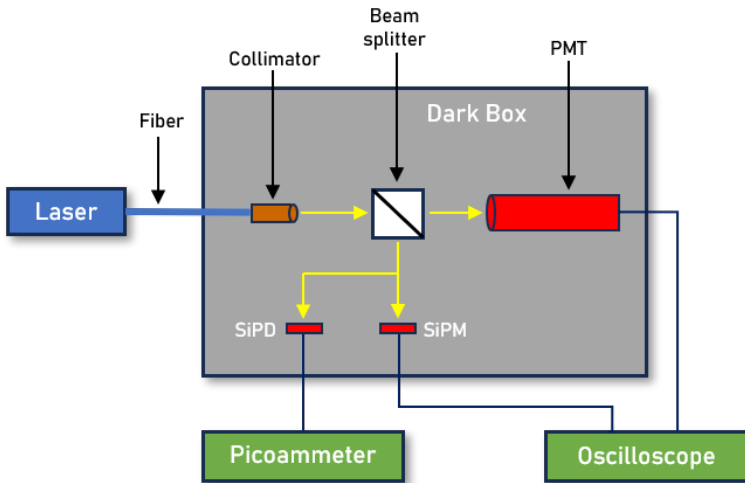 Beam
splitter
PMT
Collimator
Dark Box
Fiber
Laser
SiPD
SiPM
Picoammeter
Oscilloscope